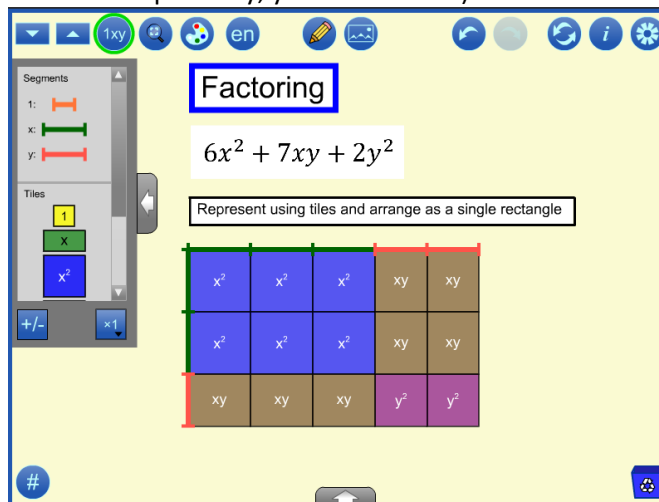 1xy en i
Segments
1:
x:
y:
Tiles
1
x
x²
+/- ×1
Factoring
6x² + 7xy + 2y²
Represent using tiles and arrange as a single rectangle
x² x² x² xy xy
x² x² x² xy xy
xy xy xy y² y²
#